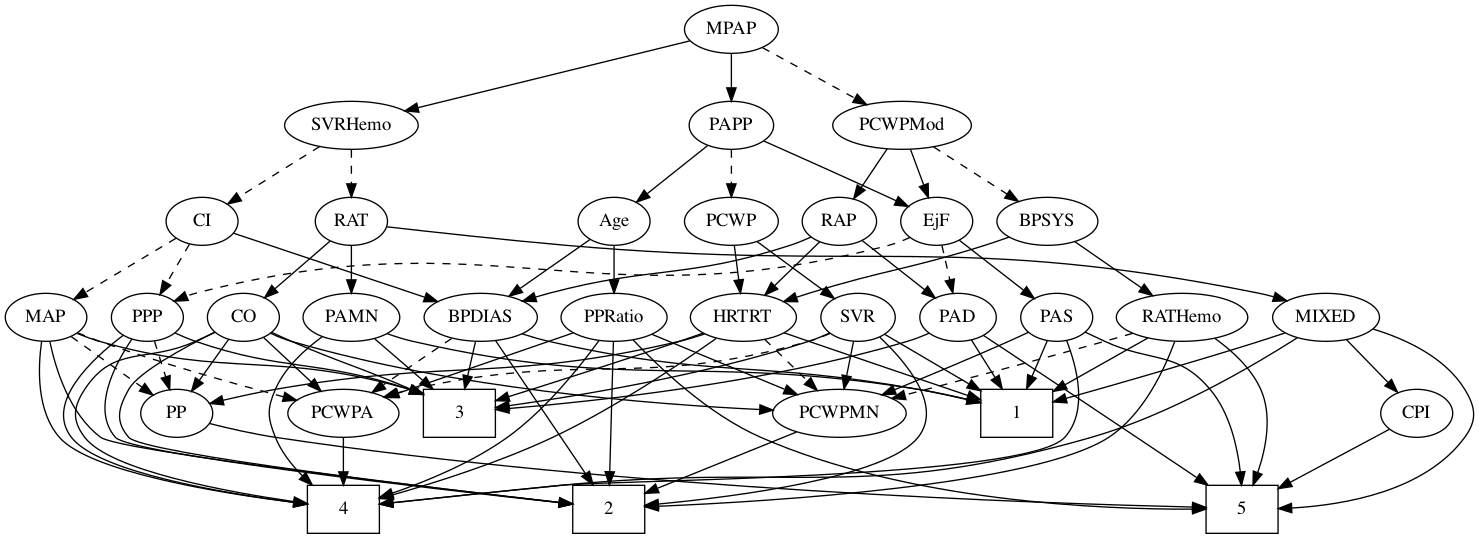 MPAP
SVRHemo
PAPP
PCWPMod
CI
RAT
Age
PCWP
RAP
EjF
BPSYS
MAP
PPP
CO
PAMN
BPDIAS
PPRatio
HRTRT
SVR
PAD
PAS
RATHemo
MIXED
PP
PCWPA
3
PCWPMN
1
CPI
4
2
5